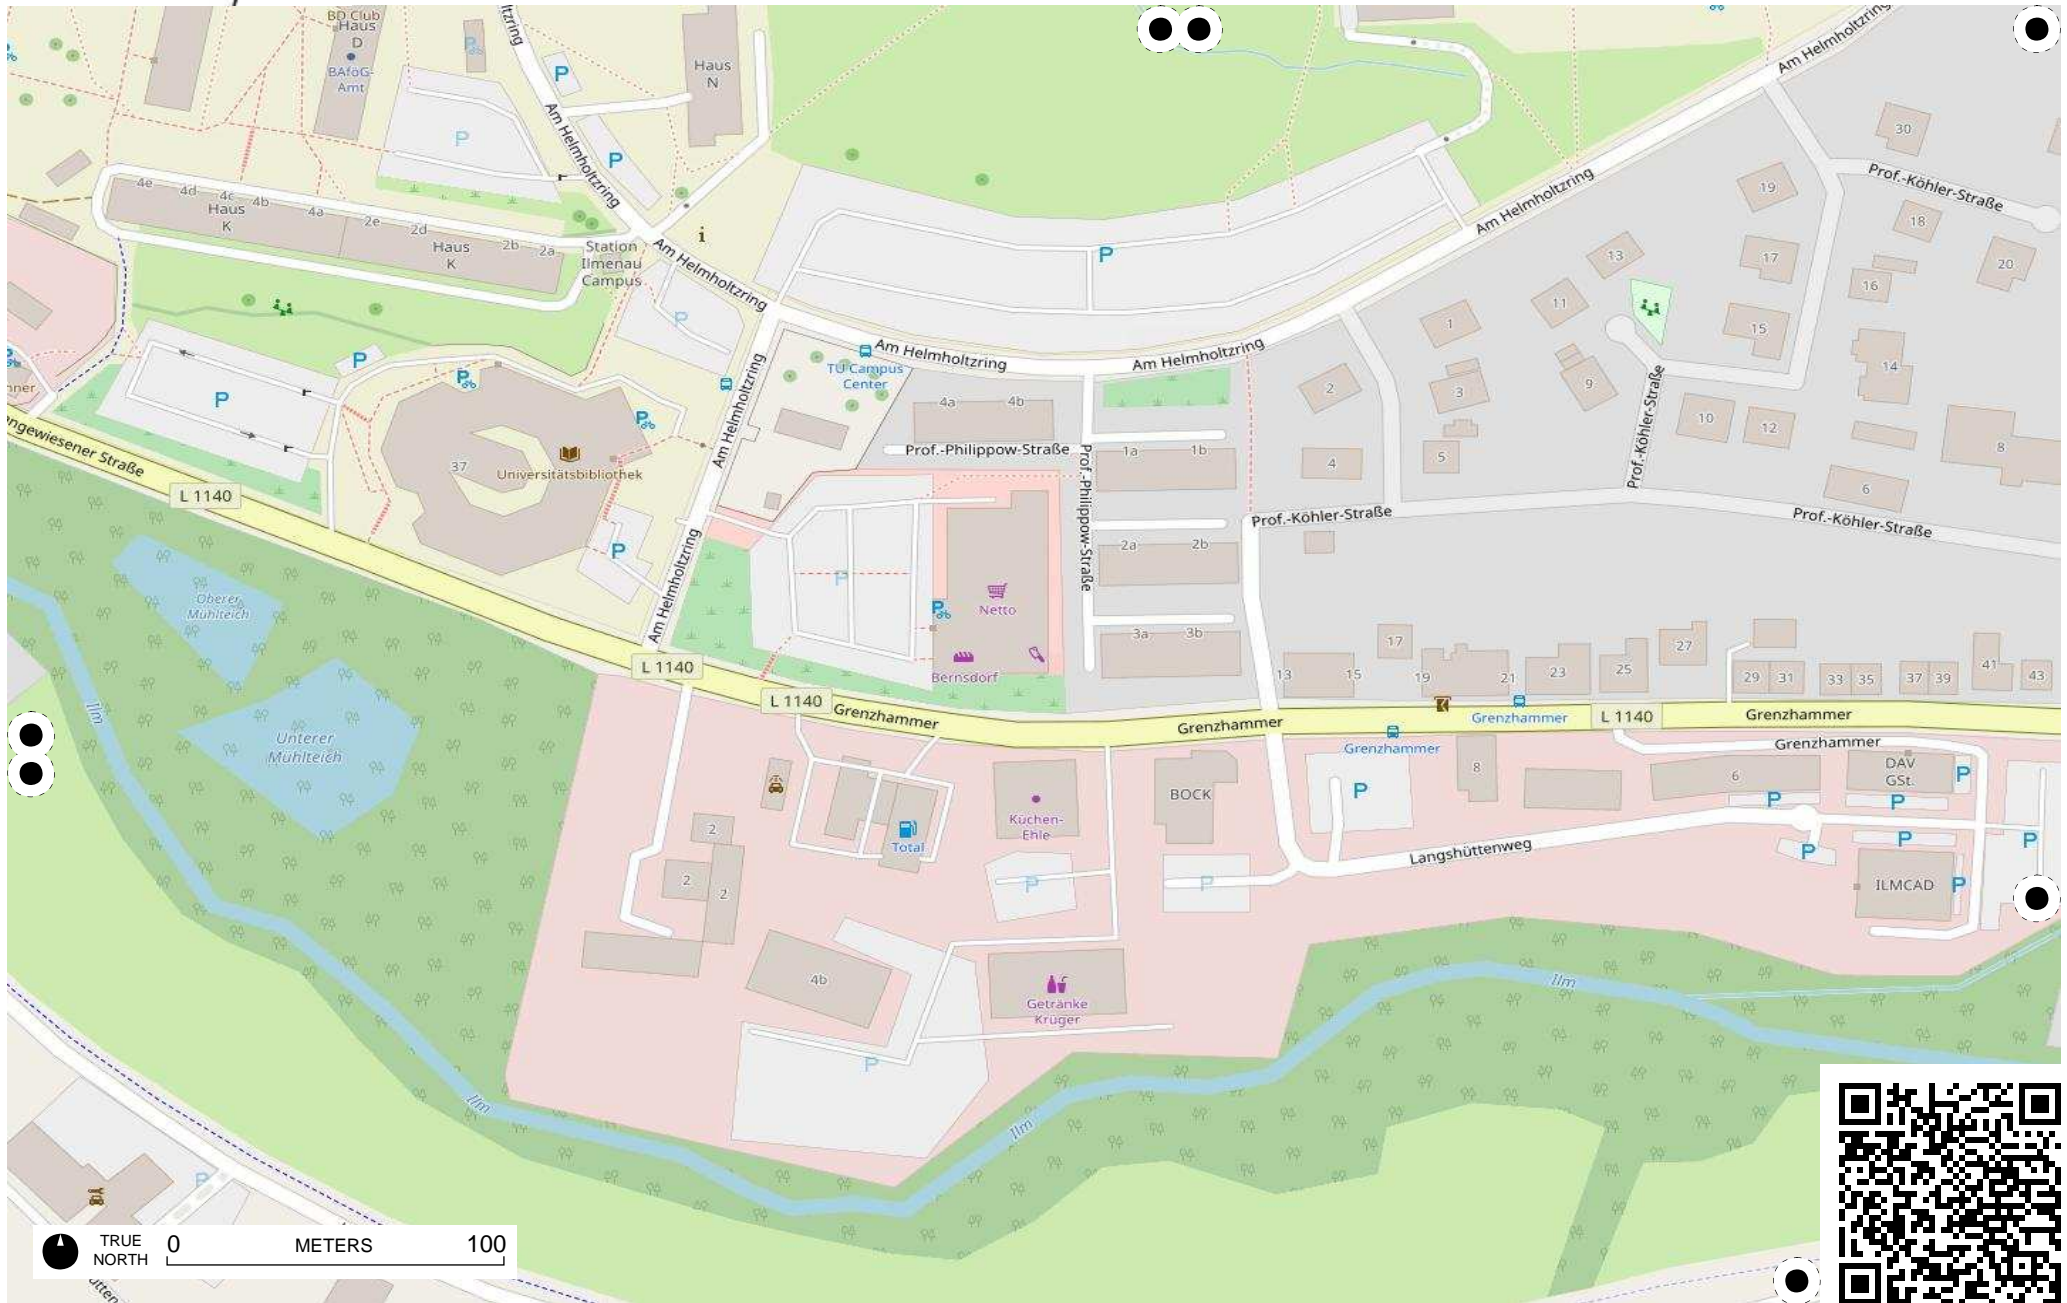 BD Club
Haus
D
BAföG-
Amt
ltzring
Haus
N
Am Helmholtzring
Am Helmholtzring
30
Prof.-Köhler-Straße
19
18
4e
4d
4c
4b
4a
2e
2d
2b
2a
Haus
K
Haus
K
Station
Ilmenau
Campus
Am Helmholtzring
Am Helmholtzring
17
13
20
16
11
1
15
14
Am Helmholtzring
Am Helmholtzring
TU Campus
Center
Am Helmholtzring
ner
2
3
9
10
12
8
4a
4b
Prof.-Philippow-Straße
Prof.-Philippow-Straße
1a
1b
4
5
Prof.-Köhler-Straße
6
37
Universitätsbibliothek
ngewiesener Straße
L 1140
Prof.-Köhler-Straße
Prof.-Köhler-Straße
2a
2b
Am Helmholtzring
Oberer
Mühlteich
Netto
3a
3b
Bernsdorf
L 1140
L 1140
13
15
17
19
21
23
25
27
29
31
33
35
37
39
41
43
Grenzhammer
Grenzhammer
Grenzhammer
L 1140
Grenzhammer
Grenzhammer
Grenzhammer
Ilm
Unterer
Mühlteich
8
6
DAV
GSt.
BOCK
Küchen-
Ehle
Total
2
2
2
Langshüttenweg
ILMCAD
4b
Getränke
Krüger
Ilm
Ilm
Ilm
TRUE
NORTH
0
METERS
100